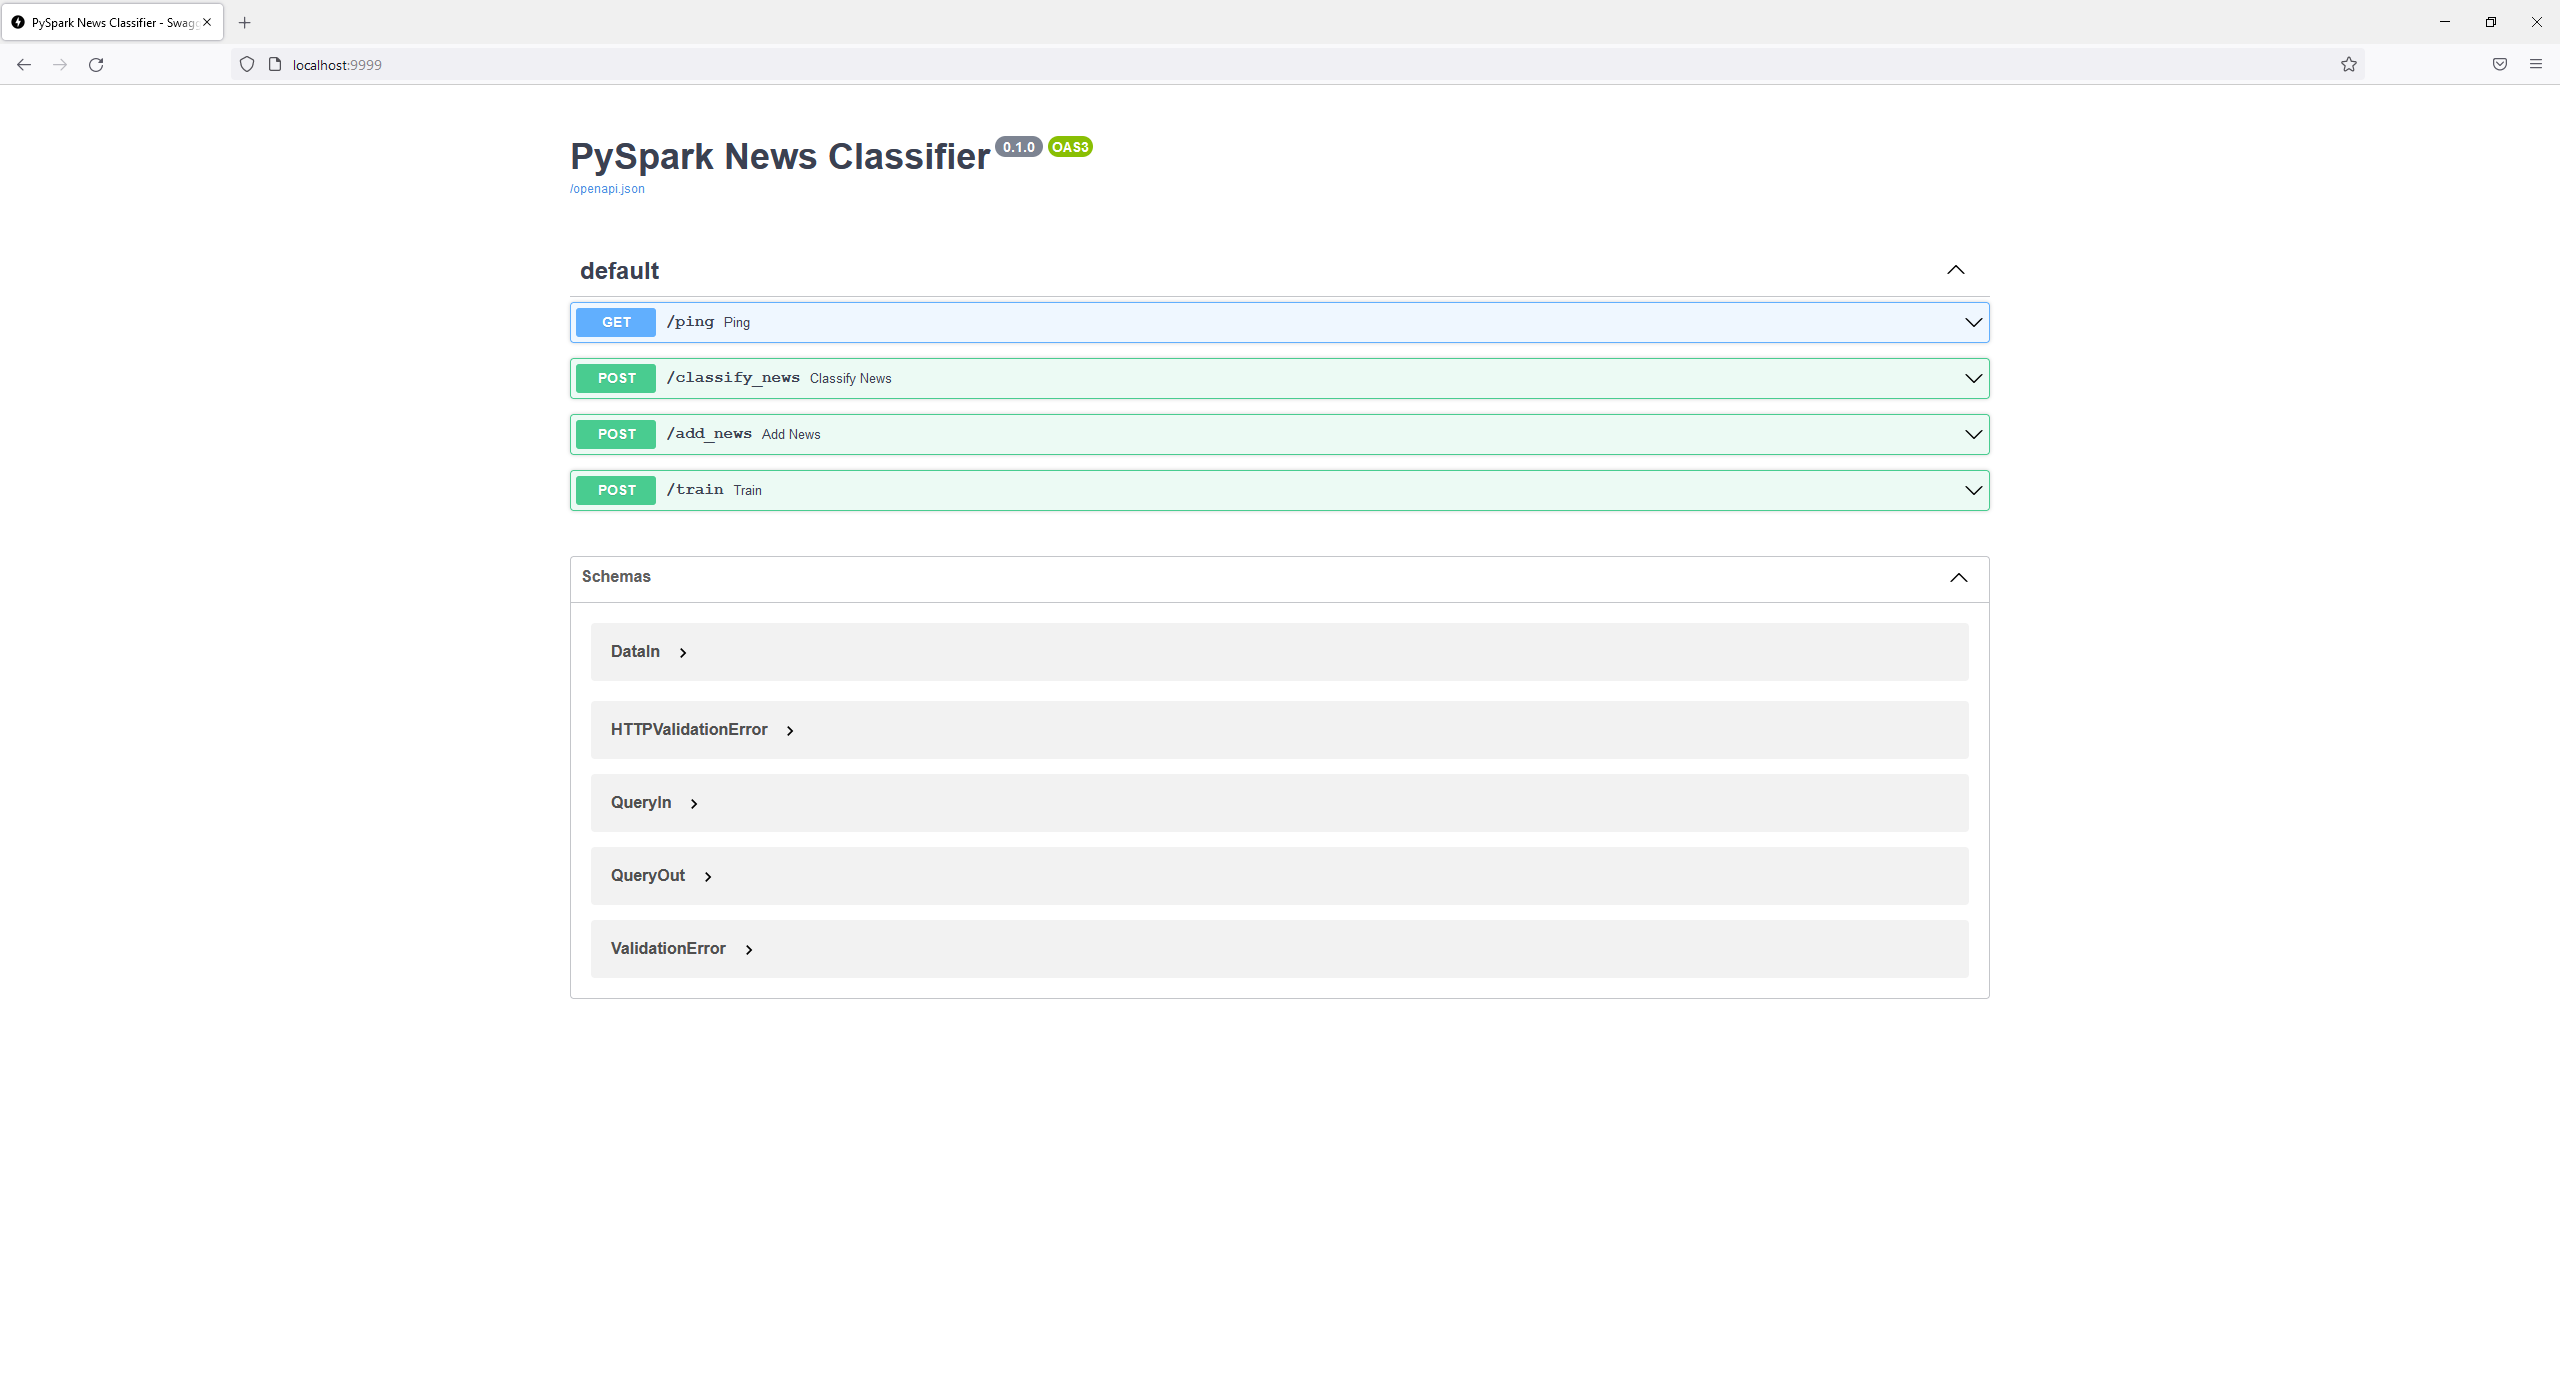 PySpark News Classifier - Swagg
localhost:9999
PySpark News Classifier 0.1.0 OAS3
/openapi.json
default
GET /ping Ping
POST /classify_news Classify News
POST /add_news Add News
POST /train Train
Schemas
DataIn
HTTPValidationError
QueryIn
QueryOut
ValidationError